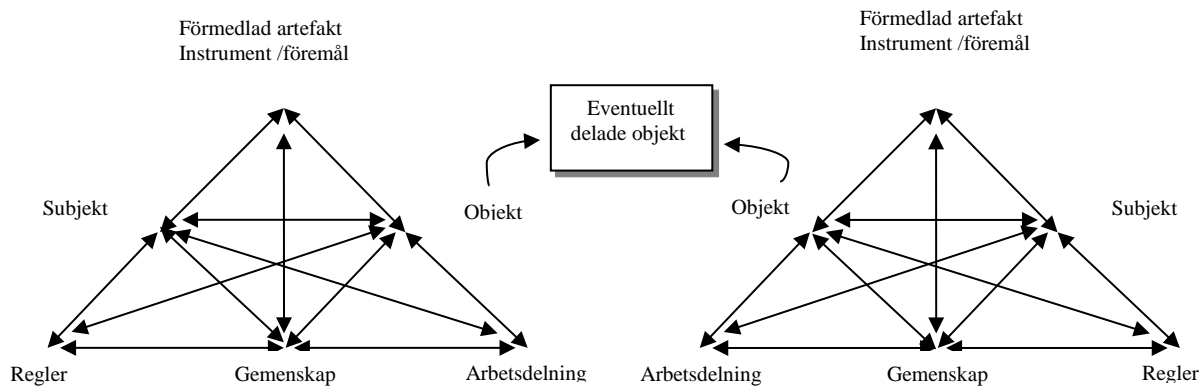 Förmedlad artefakt
Instrument /föremål
Förmedlad artefakt
Instrument /föremål
Eventuellt
delade objekt
Subjekt
Objekt
Objekt
Subjekt
Regler
Gemenskap
Arbetsdelning
Arbetsdelning
Gemenskap
Regler